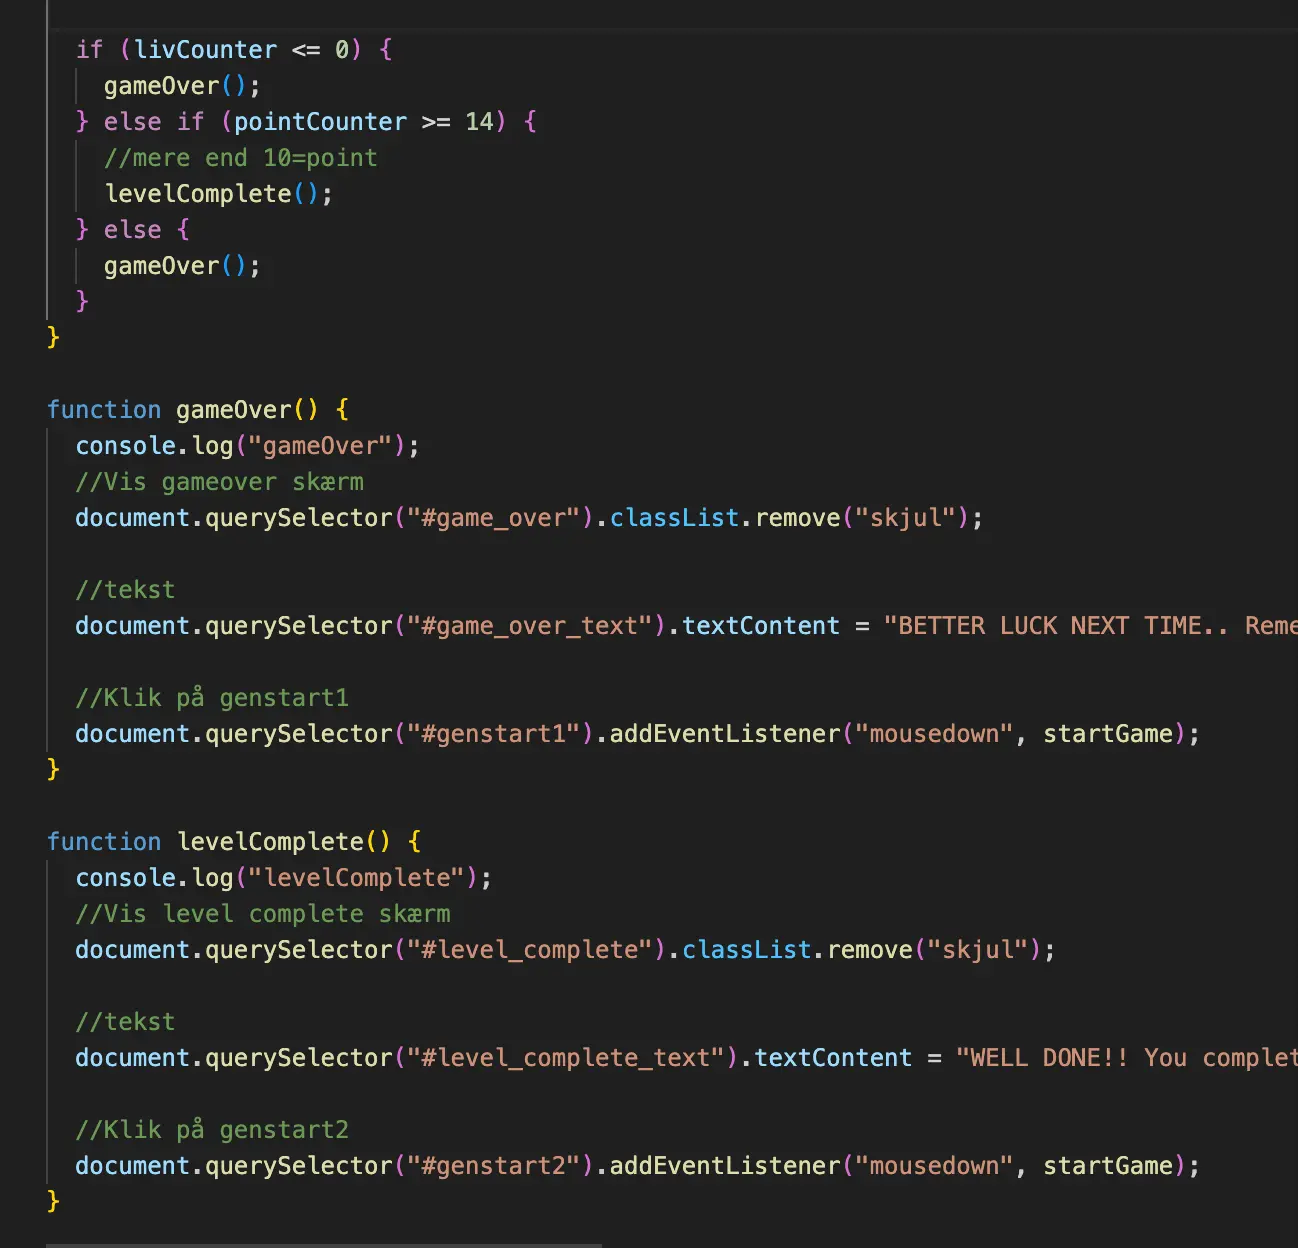 if (livCounter <= 0) {
gameOver();
} else if (pointCounter >= 14) {
//mere end 10=point
levelComplete();
} else {
gameOver();
}
}
function gameOver() {
console.log("gameOver");
//Vis gameover skærm
document.querySelector("#game_over").classList.remove("skjul");
//tekst
document.querySelector("#game_over_text").textContent = "BETTER LUCK NEXT TIME.. Reme
//Klik på genstart1
document.querySelector("#genstart1").addEventListener("mousedown", startGame);
}
function levelComplete() {
console.log("levelComplete");
//Vis level complete skærm
document.querySelector("#level_complete").classList.remove("skjul");
//tekst
document.querySelector("#level_complete_text").textContent = "WELL DONE!! You complet
//Klik på genstart2
document.querySelector("#genstart2").addEventListener("mousedown", startGame);
}